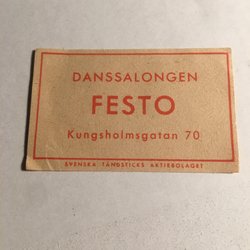 DANSSALONGEN
FESTO
Kungsholmsgatan 70
SVENSKA TÄNDSTICKS AKTIEBOLAGET